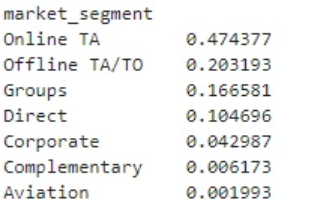 market_segment
Online TA 0.474377
Offline TA/TO 0.203193
Groups 0.166581
Direct 0.104696
Corporate 0.042987
Complementary 0.006173
Aviation 0.001993